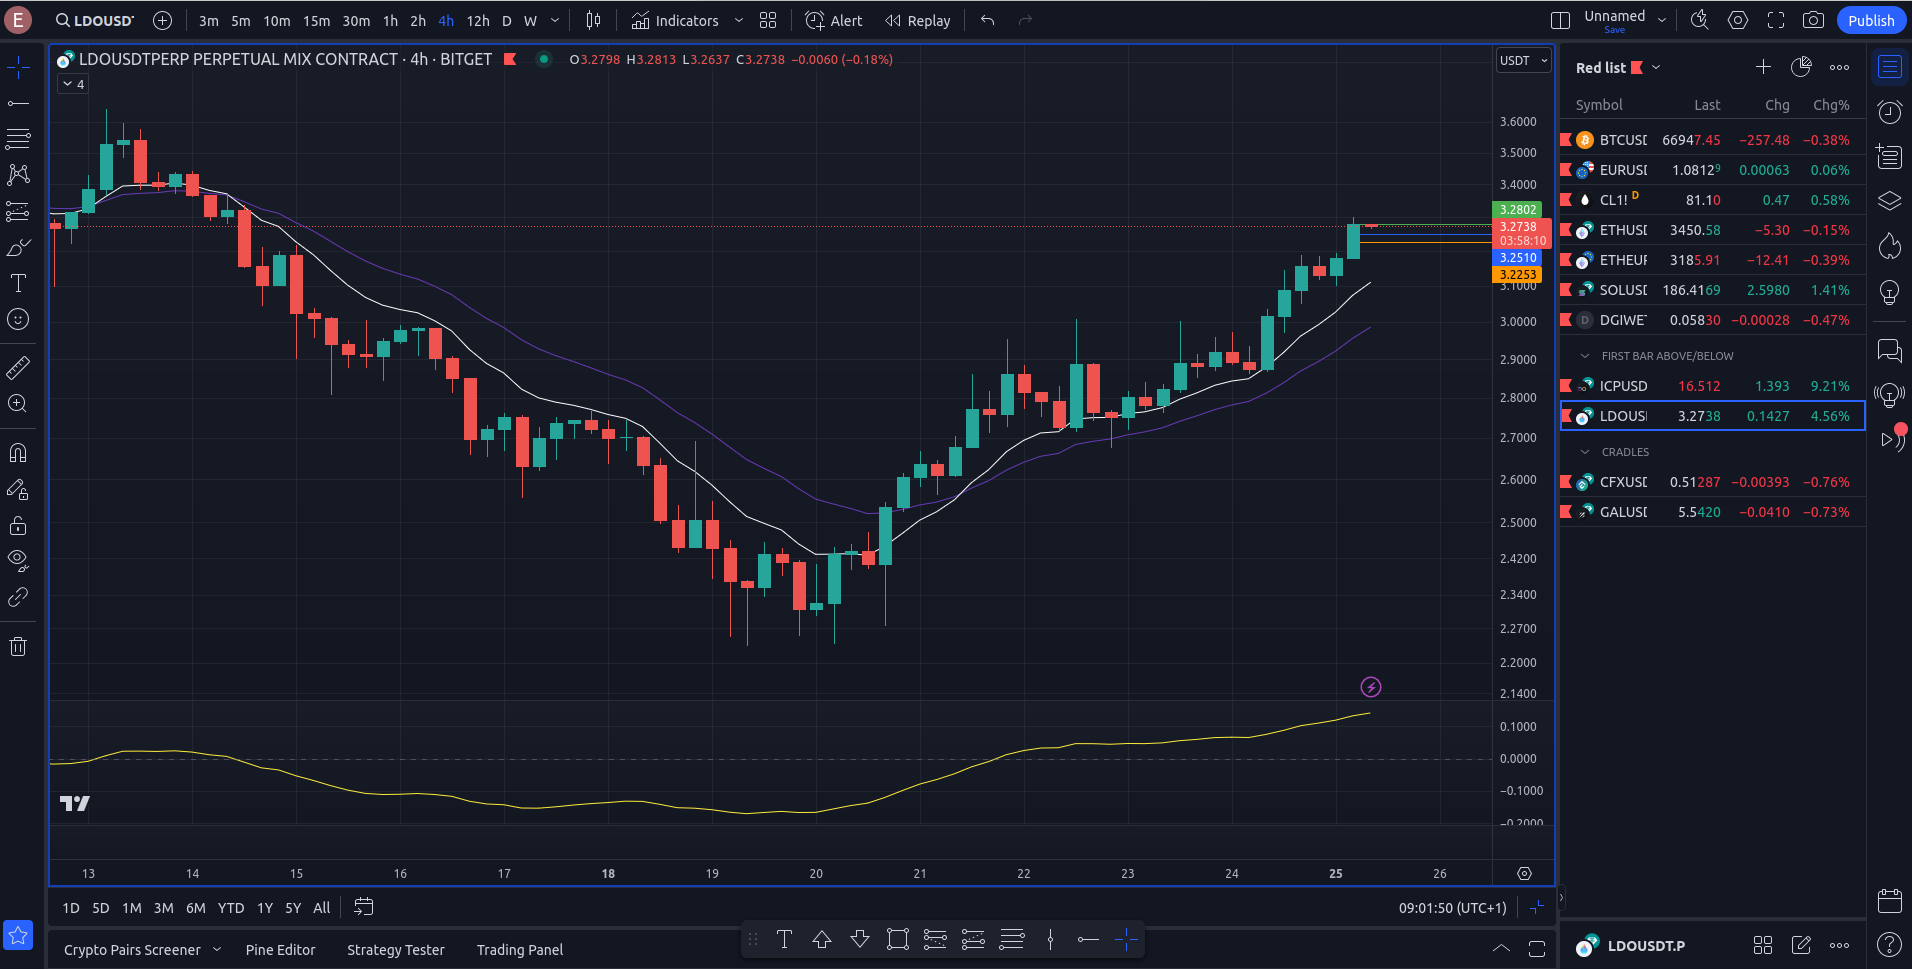 E LDOUSDT 3m 5m 10m 15m 30m 1h 2h 4h 12h D W Indicators Alert Replay Unnamed Save Publish
LDOUSDTPERP PERPETUAL MIX CONTRACT · 4h · BITGET O3.2798 H3.2813 L3.2637 C3.2738 −0.0060 (−0.18%) USDT
4
3.6000
3.5000
3.4000
3.2802
3.2738
03:58:10
3.2510
3.2253
3.1000
3.0000
2.9000
2.8000
2.7000
2.6000
2.5000
2.4200
2.3400
2.2700
2.2000
2.1400
0.1000
0.0000
−0.1000
−0.2000
13 14 15 16 17 18 19 20 21 22 23 24 25 26
1D 5D 1M 3M 6M YTD 1Y 5Y All 09:01:50 (UTC+1)
Crypto Pairs Screener Pine Editor Strategy Tester Trading Panel
Red list
Symbol Last Chg Chg%
BTCUSD 66947.45 −257.48 −0.38%
EURUSD 1.08129 0.00063 0.06%
CL1! D 81.10 0.47 0.58%
ETHUSD 3450.58 −5.30 −0.15%
ETHEUR 3185.91 −12.41 −0.39%
SOLUSD 186.4169 2.5980 1.41%
D DGIWET 0.05830 −0.00028 −0.47%
FIRST BAR ABOVE/BELOW
ICPUSD 16.512 1.393 9.21%
LDOUS 3.2738 0.1427 4.56%
CRADLES
CFXUSD 0.51287 −0.00393 −0.76%
GALUSD 5.5420 −0.0410 −0.73%
LDOUSDT.P